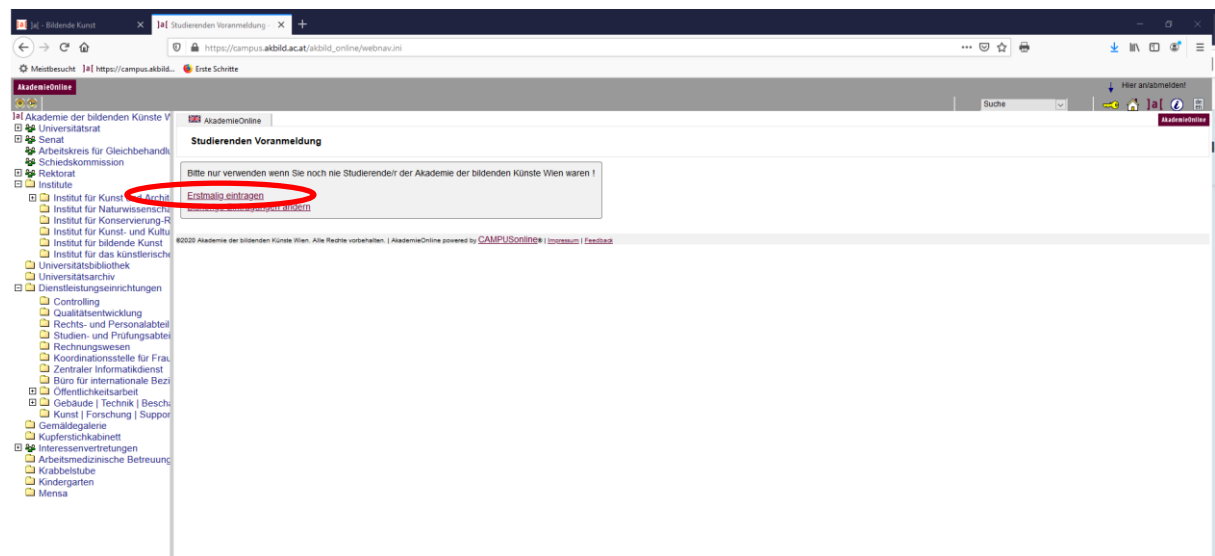 ]a[ - Bildende Kunst
]a[ Studierenden Voranmeldung -
https://campus.akbild.ac.at/akbild_online/webnav.ini
Meistbesucht ]a[ https://campus.akbild... Erste Schritte
AkademieOnline
Hier an/abmelden!
Suche
]a[
]a[ Akademie der bildenden Künste W
Universitätsrat
Senat
Arbeitskreis für Gleichbehandlu
Schiedskommission
Rektorat
Institute
Institut für Kunst und Archit
Institut für Naturwissenscha
Institut für Konservierung-R
Institut für Kunst- und Kultu
Institut für bildende Kunst
Institut für das künstlerische
Universitätsbibliothek
Universitätsarchiv
Dienstleistungseinrichtungen
Controlling
Qualitätsentwicklung
Rechts- und Personalabteil
Studien- und Prüfungsabtei
Rechnungswesen
Koordinationsstelle für Frau
Zentraler Informatikdienst
Büro für internationale Bezi
Öffentlichkeitsarbeit
Gebäude | Technik | Bescha
Kunst | Forschung | Suppor
Gemäldegalerie
Kupferstichkabinett
Interessenvertretungen
Arbeitsmedizinische Betreuung
Krabbelstube
Kindergarten
Mensa
AkademieOnline
AkademieOnline
Studierenden Voranmeldung
Bitte nur verwenden wenn Sie noch nie Studierende/r der Akademie der bildenden Künste Wien waren !
Erstmalig eintragen
Bisherige Eintragungen ändern
©2020 Akademie der bildenden Künste Wien. Alle Rechte vorbehalten. | AkademieOnline powered by CAMPUSonline® | Impressum | Feedback